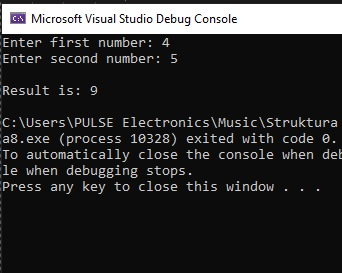 Microsoft Visual Studio Debug Console
Enter first number: 4
Enter second number: 5
Result is: 9
C:\Users\PULSE Electronics\Music\Struktura
a8.exe (process 10328) exited with code 0.
To automatically close the console when deb
le when debugging stops.
Press any key to close this window . . .